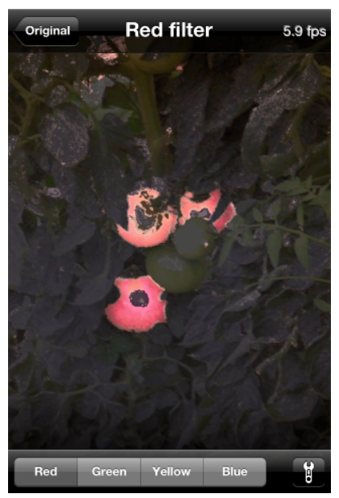 Original
Red filter
5.9 fps
Red
Green
Yellow
Blue